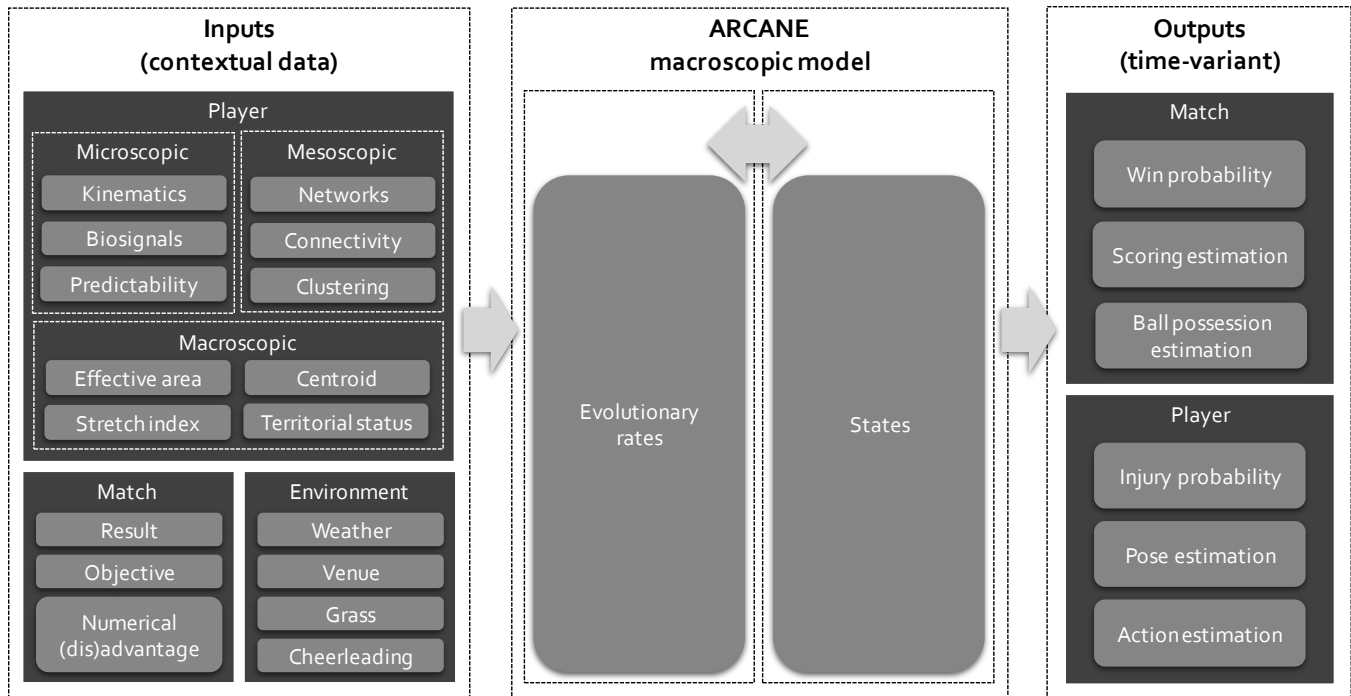 Inputs
(contextual data)
Player
Microscopic
Kinematics
Biosignals
Predictability
Mesoscopic
Networks
Connectivity
Clustering
Macroscopic
Effective area
Centroid
Stretch index
Territorial status
Match
Result
Objective
Numerical
(dis)advantage
Environment
Weather
Venue
Grass
Cheerleading
ARCANE
macroscopic model
Evolutionary
rates
States
Outputs
(time-variant)
Match
Win probability
Scoring estimation
Ball possession
estimation
Player
Injury probability
Pose estimation
Action estimation